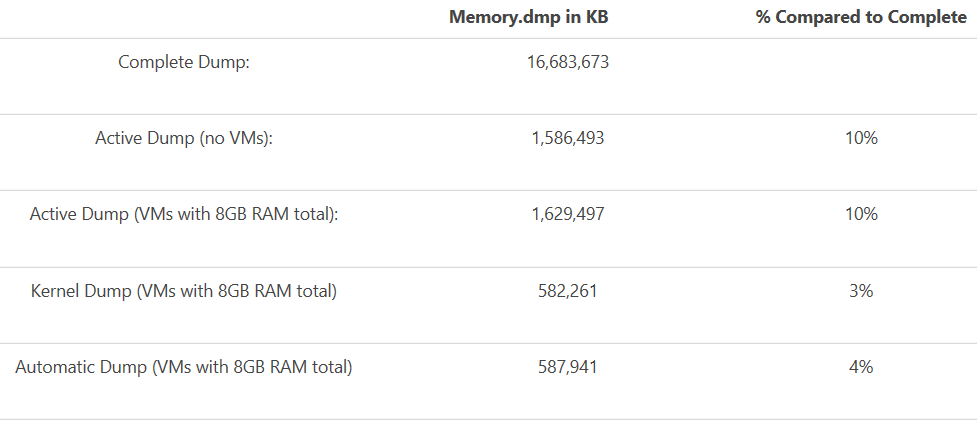 Memory.dmp in KB % Compared to Complete
Complete Dump: 16,683,673
Active Dump (no VMs): 1,586,493 10%
Active Dump (VMs with 8GB RAM total): 1,629,497 10%
Kernel Dump (VMs with 8GB RAM total) 582,261 3%
Automatic Dump (VMs with 8GB RAM total) 587,941 4%